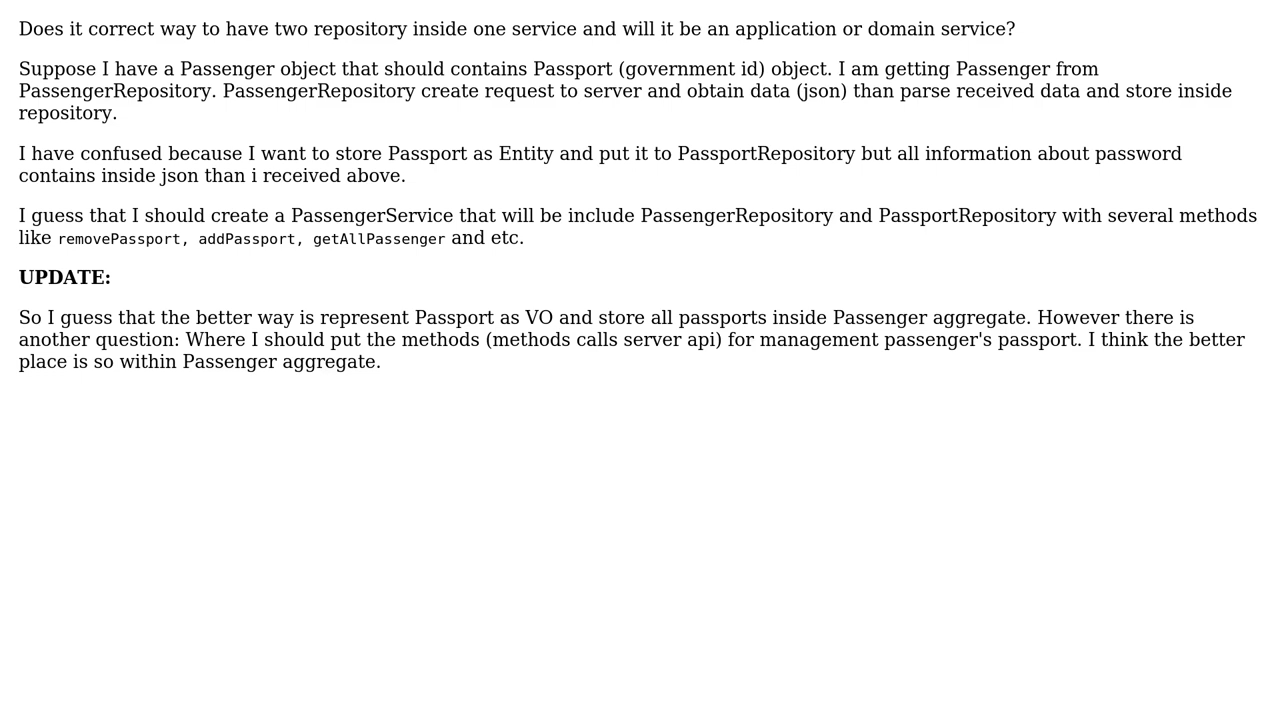 Does it correct way to have two repository inside one service and will it be an application or domain service?
Suppose I have a Passenger object that should contains Passport (government id) object. I am getting Passenger from
PassengerRepository. PassengerRepository create request to server and obtain data (json) than parse received data and store inside
repository.
I have confused because I want to store Passport as Entity and put it to PassportRepository but all information about password
contains inside json than i received above.
I guess that I should create a PassengerService that will be include PassengerRepository and PassportRepository with several methods
like removePassport, addPassport, getAllPassenger and etc.
UPDATE:
So I guess that the better way is represent Passport as VO and store all passports inside Passenger aggregate. However there is
another question: Where I should put the methods (methods calls server api) for management passenger's passport. I think the better
place is so within Passenger aggregate.